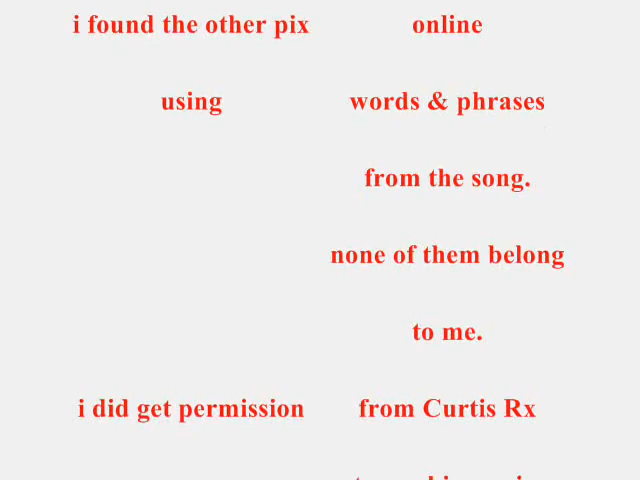 i found the other pix online
using words & phrases
from the song.
none of them belong
to me.
i did get permission from Curtis Rx